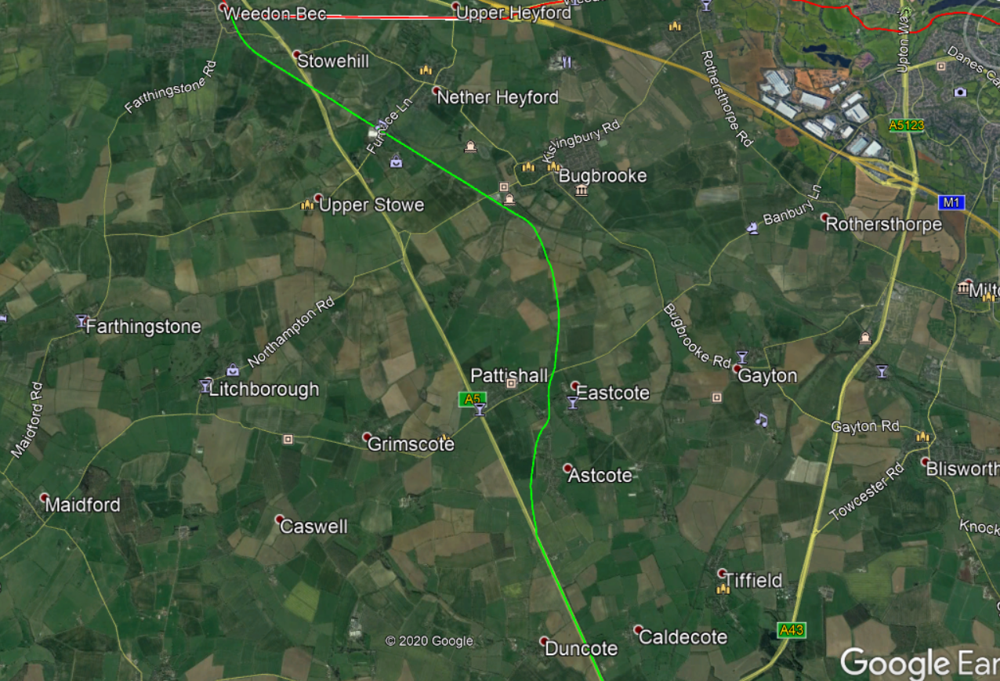 Weedon Bec
Upper Heyford
Stowehill
Upton Wa
Danes Ca
Farthingstone Rd
Nether Heyford
Rothersthorpe Rd
Furnace Ln
A5123
Kislingbury Rd
Bugbrooke
Upper Stowe
Banbury Ln
M1
Rothersthorpe
Milto
Northampton Rd
Farthingstone
Bugbrooke Rd
Pattishall
Gayton
Litchborough
Eastcote
A5
Maidford Rd
Gayton Rd
Grimscote
Astcote
Blisworth
Towcester Rd
Maidford
Caswell
Knock
Tiffield
A43
© 2020 Google
Caldecote
Duncote
Google Ear